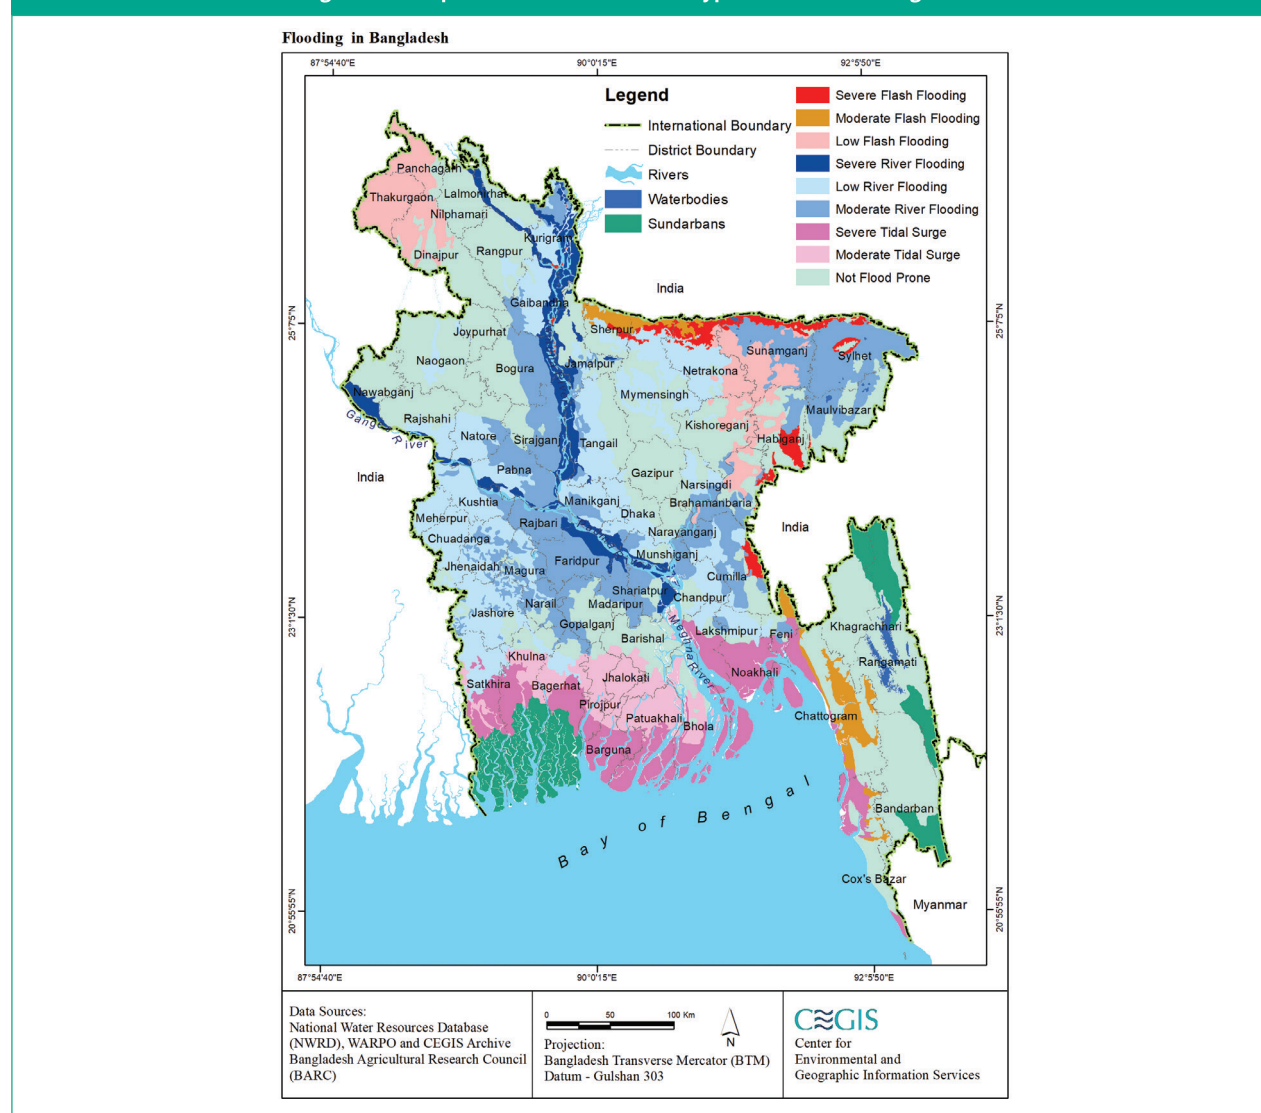 Flooding in Bangladesh
87°54'40"E
90°0'15"E
92°5'50"E
Legend
International Boundary
District Boundary
Rivers
Waterbodies
Sundarbans
Severe Flash Flooding
Moderate Flash Flooding
Low Flash Flooding
Severe River Flooding
Low River Flooding
Moderate River Flooding
Severe Tidal Surge
Moderate Tidal Surge
Not Flood Prone
Panchagarh
Thakurgaon
Lalmonirhat
Nilphamari
Kurigram
Rangpur
Dinajpur
India
Gaibandha
25°7'5"N
25°7'5"N
Sherpur
Joypurhat
Sunamganj
Sylhet
Naogaon
Bogura
Jamalpur
Netrakona
Nawabganj
Mymensingh
Maulvibazar
Rajshahi
Ganges River
Kishoreganj
Natore
Sirajganj
Tangail
Habiganj
Pabna
Gazipur
India
Narsingdi
Kushtia
Manikganj
Brahamanbaria
Meherpur
Rajbari
Dhaka
India
Chuadanga
Narayanganj
Faridpur
Munshiganj
Jhenaidah
Magura
Cumilla
Shariatpur
Chandpur
Narail
Madaripur
Jashore
23°1'30"N
23°1'30"N
Gopalganj
Khagrachhari
Barishal
Lakshmipur
Feni
Meghna River
Khulna
Rangamati
Noakhali
Satkhira
Bagerhat
Jhalokati
Pirojpur
Patuakhali
Bhola
Chattogram
Barguna
Bandarban
Bay of Bengal
Cox's Bazar
Myanmar
20°55'55"N
20°55'55"N
87°54'40"E
90°0'15"E
92°5'50"E
Data Sources:
National Water Resources Database
(NWRD), WARPO and CEGIS Archive
Bangladesh Agricultural Research Council
(BARC)
0 50 100 Km
N
Projection:
Bangladesh Transverse Mercator (BTM)
Datum - Gulshan 303
CEGIS
Center for
Environmental and
Geographic Information Services